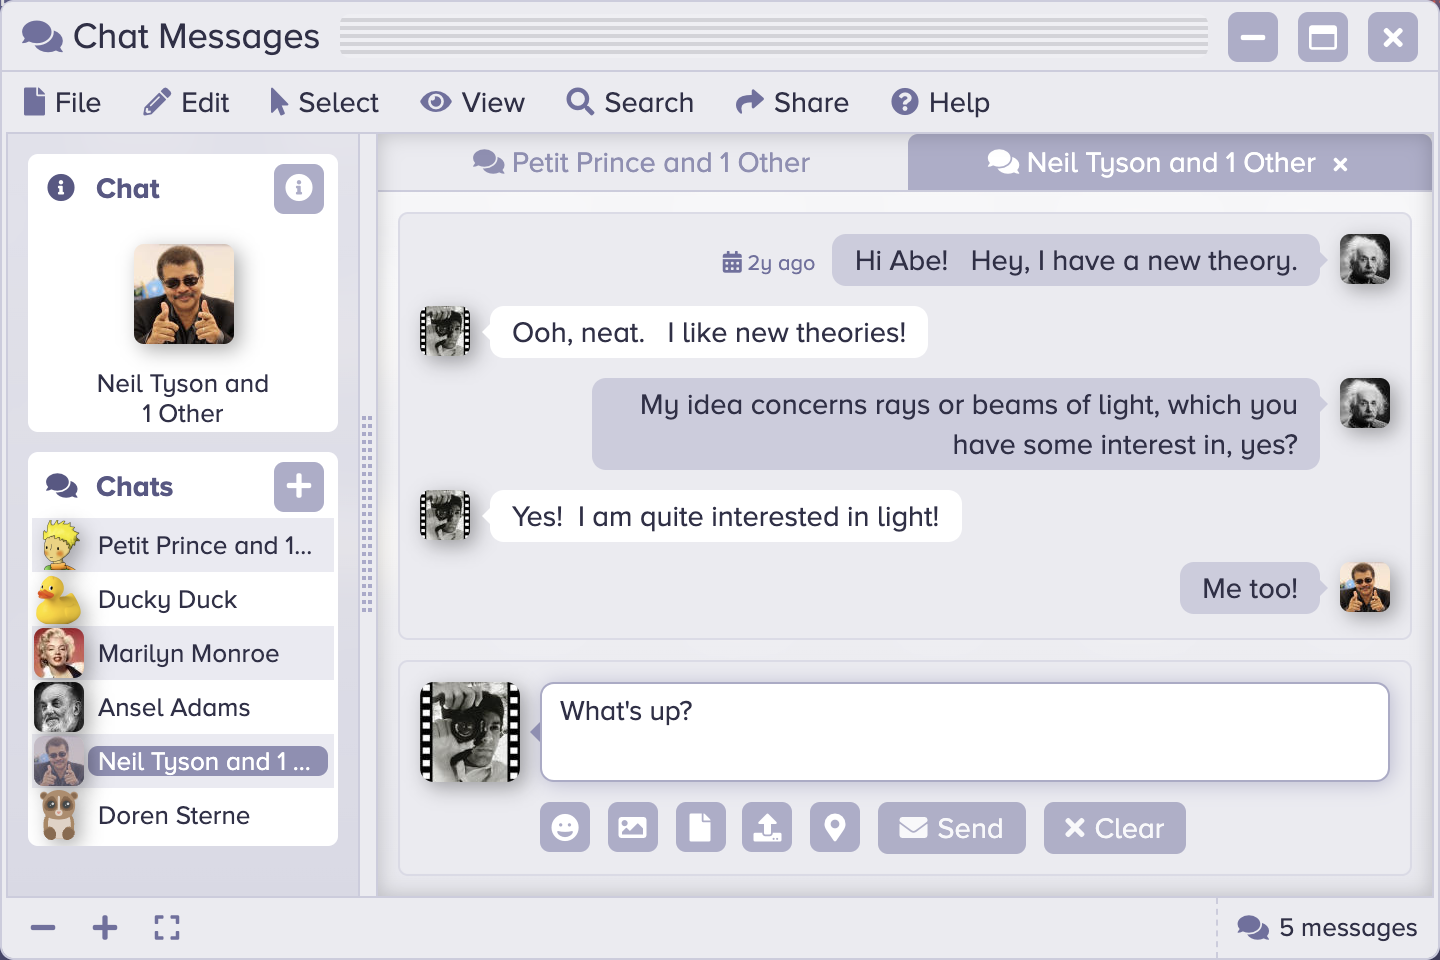 Chat Messages
File Edit Select View Search Share Help
Chat
Neil Tyson and
1 Other
Chats
Petit Prince and 1...
Ducky Duck
Marilyn Monroe
Ansel Adams
Neil Tyson and 1 ...
Doren Sterne
Petit Prince and 1 Other
Neil Tyson and 1 Other
2y ago
Hi Abe! Hey, I have a new theory.
Ooh, neat. I like new theories!
My idea concerns rays or beams of light, which you
have some interest in, yes?
Yes! I am quite interested in light!
Me too!
What's up?
Send
Clear
5 messages